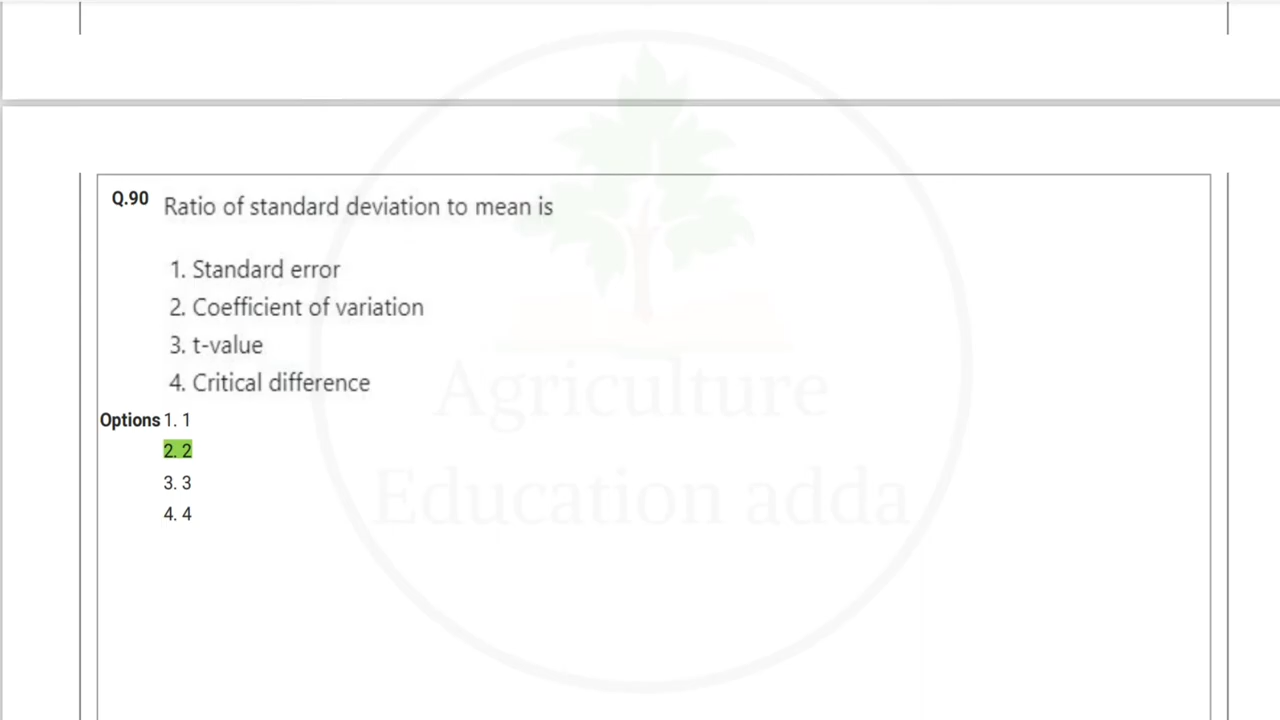 Q.90 Ratio of standard deviation to mean is
1. Standard error
2. Coefficient of variation
3. t-value
4. Critical difference
Options 1. 1
2. 2
3. 3
4. 4
Agriculture
Education adda